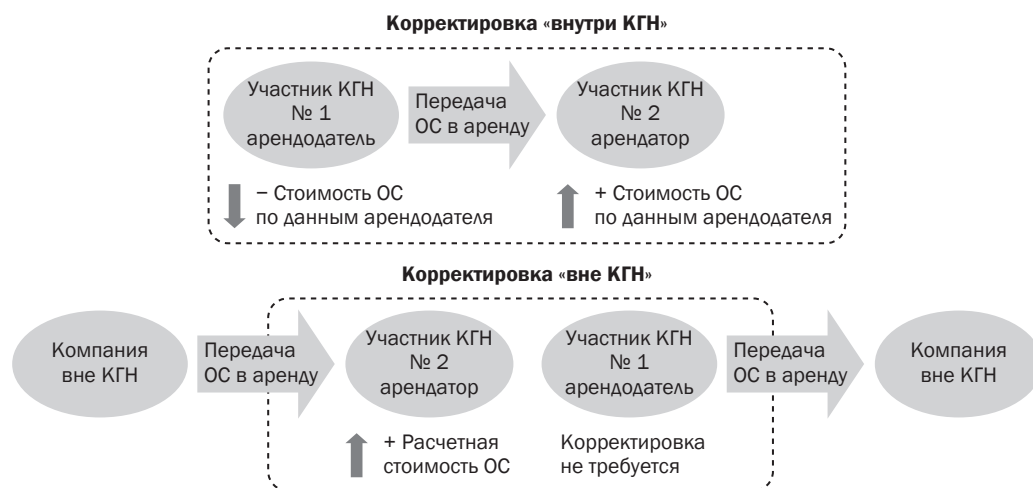 Корректировка «внутри КГН»
Участник КГН
№ 1
арендодатель
Передача
ОС в аренду
Участник КГН
№ 2
арендатор
− Стоимость ОС
по данным арендодателя
+ Стоимость ОС
по данным арендодателя
Корректировка «вне КГН»
Компания
вне КГН
Передача
ОС в аренду
Участник КГН
№ 2
арендатор
Участник КГН
№ 1
арендодатель
Передача
ОС в аренду
Компания
вне КГН
+ Расчетная
стоимость ОС
Корректировка
не требуется